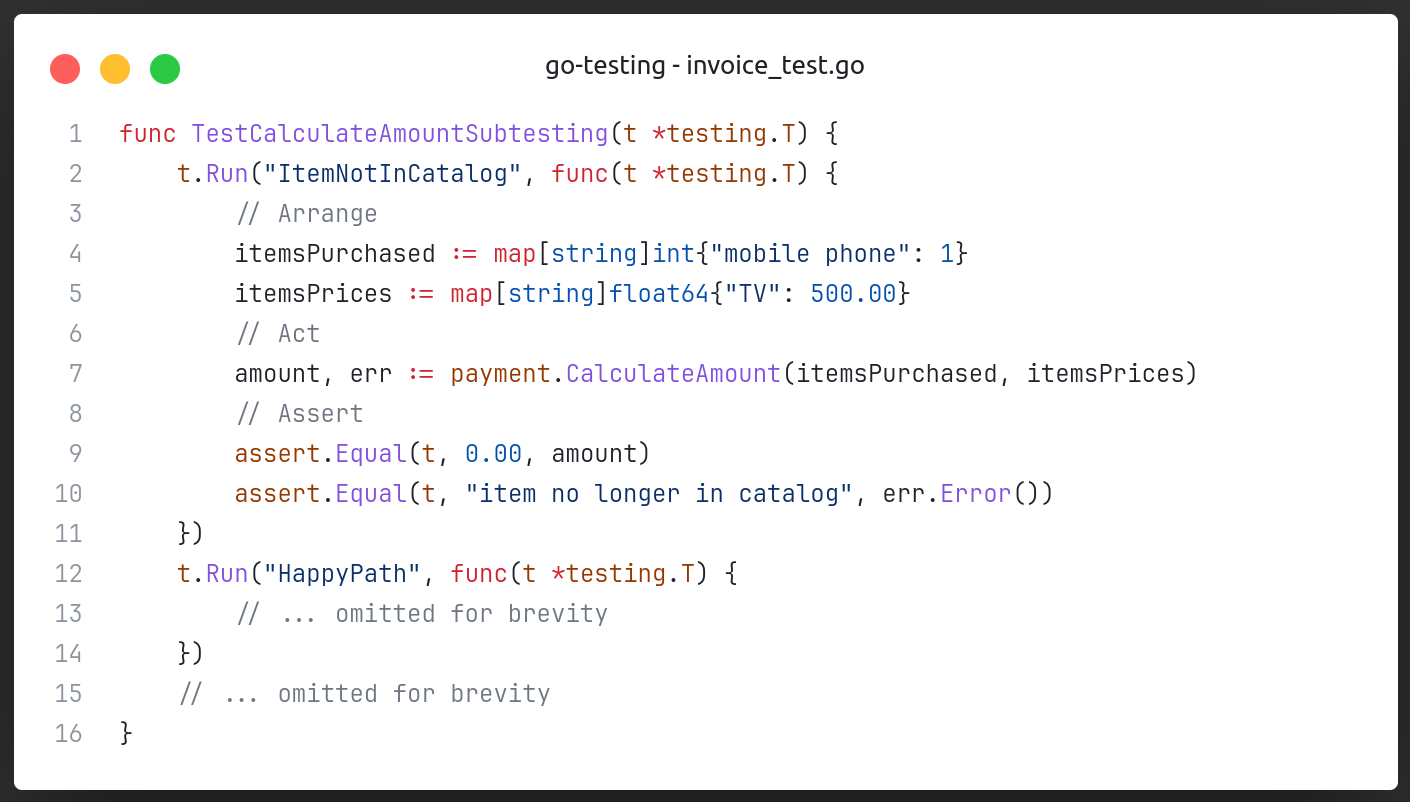 go-testing - invoice_test.go
1 func TestCalculateAmountSubtesting(t *testing.T) {
2     t.Run("ItemNotInCatalog", func(t *testing.T) {
3         // Arrange
4         itemsPurchased := map[string]int{"mobile phone": 1}
5         itemsPrices := map[string]float64{"TV": 500.00}
6         // Act
7         amount, err := payment.CalculateAmount(itemsPurchased, itemsPrices)
8         // Assert
9         assert.Equal(t, 0.00, amount)
10         assert.Equal(t, "item no longer in catalog", err.Error())
11     })
12     t.Run("HappyPath", func(t *testing.T) {
13         // ... omitted for brevity
14     })
15     // ... omitted for brevity
16 }